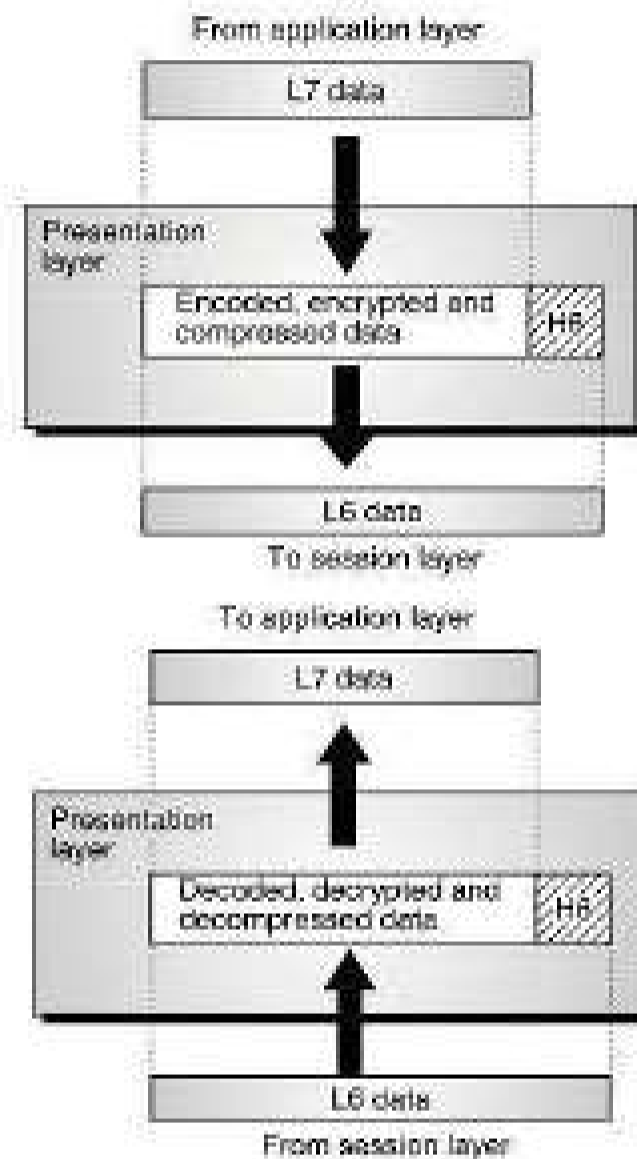 From application layer
L7 data
Presentation
layer
Encoded, encrypted and
compressed data
H6
L6 data
To session layer
To application layer
L7 data
Presentation
layer
Decoded, decrypted and
decompressed data
H6
L6 data
From session layer